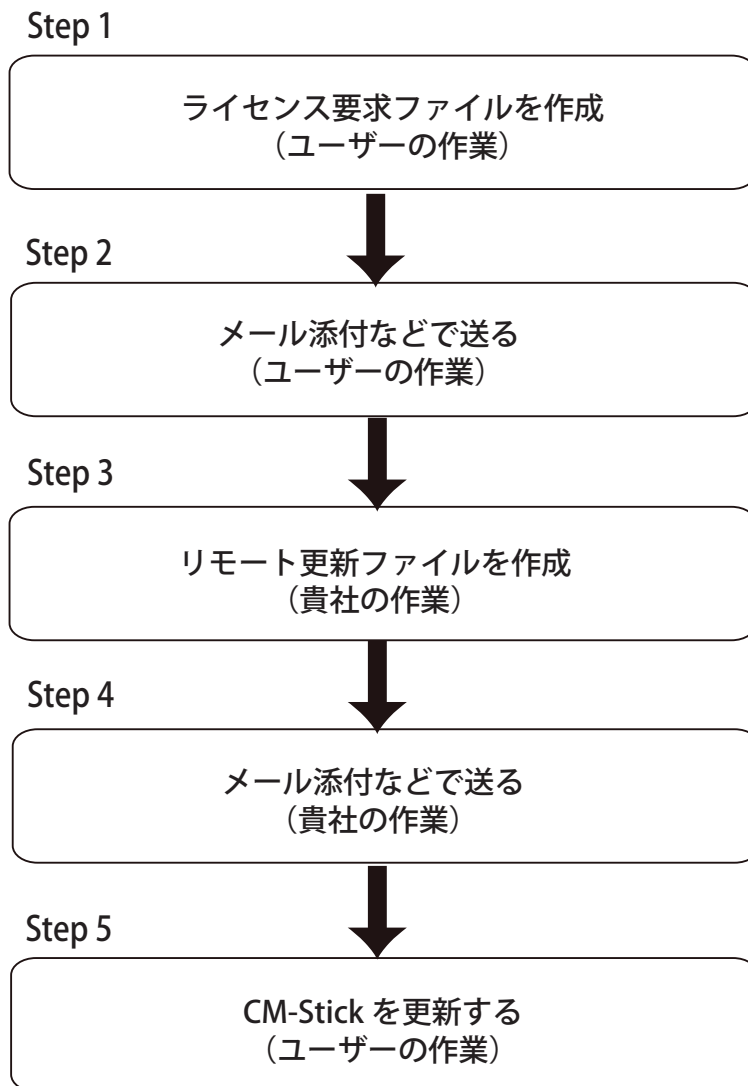 Step 1
ライセンス要求ファイルを作成
（ユーザーの作業）
Step 2
メール添付などで送る
（ユーザーの作業）
Step 3
リモート更新ファイルを作成
（貴社の作業）
Step 4
メール添付などで送る
（貴社の作業）
Step 5
CM-Stick を更新する
（ユーザーの作業）